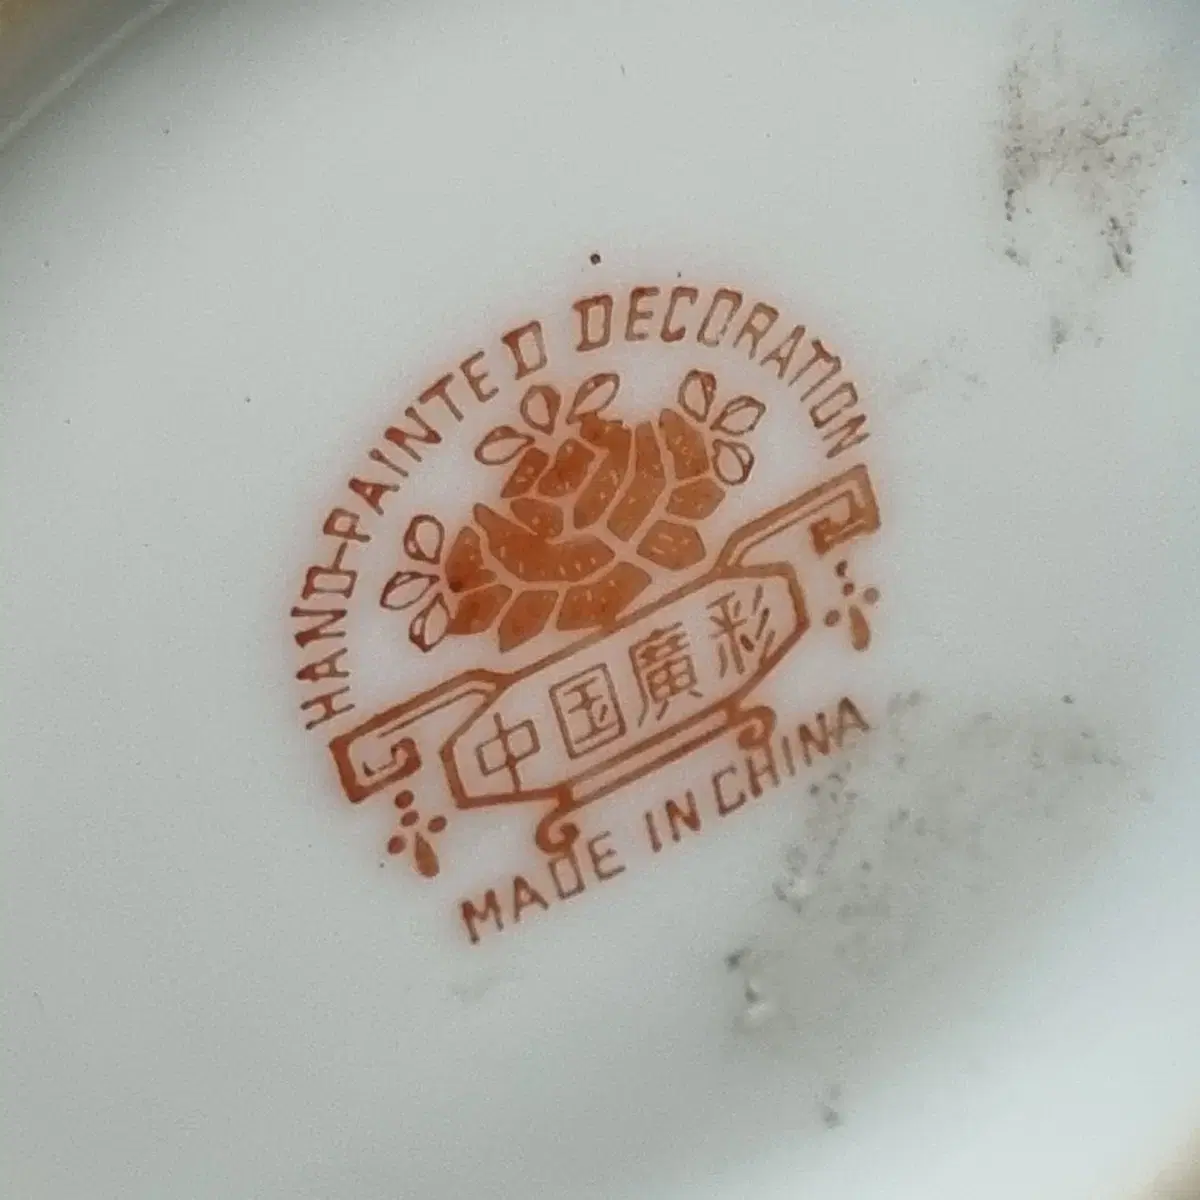 HAND-PAINTED DECORATION
中国廣彩
MADE IN CHINA